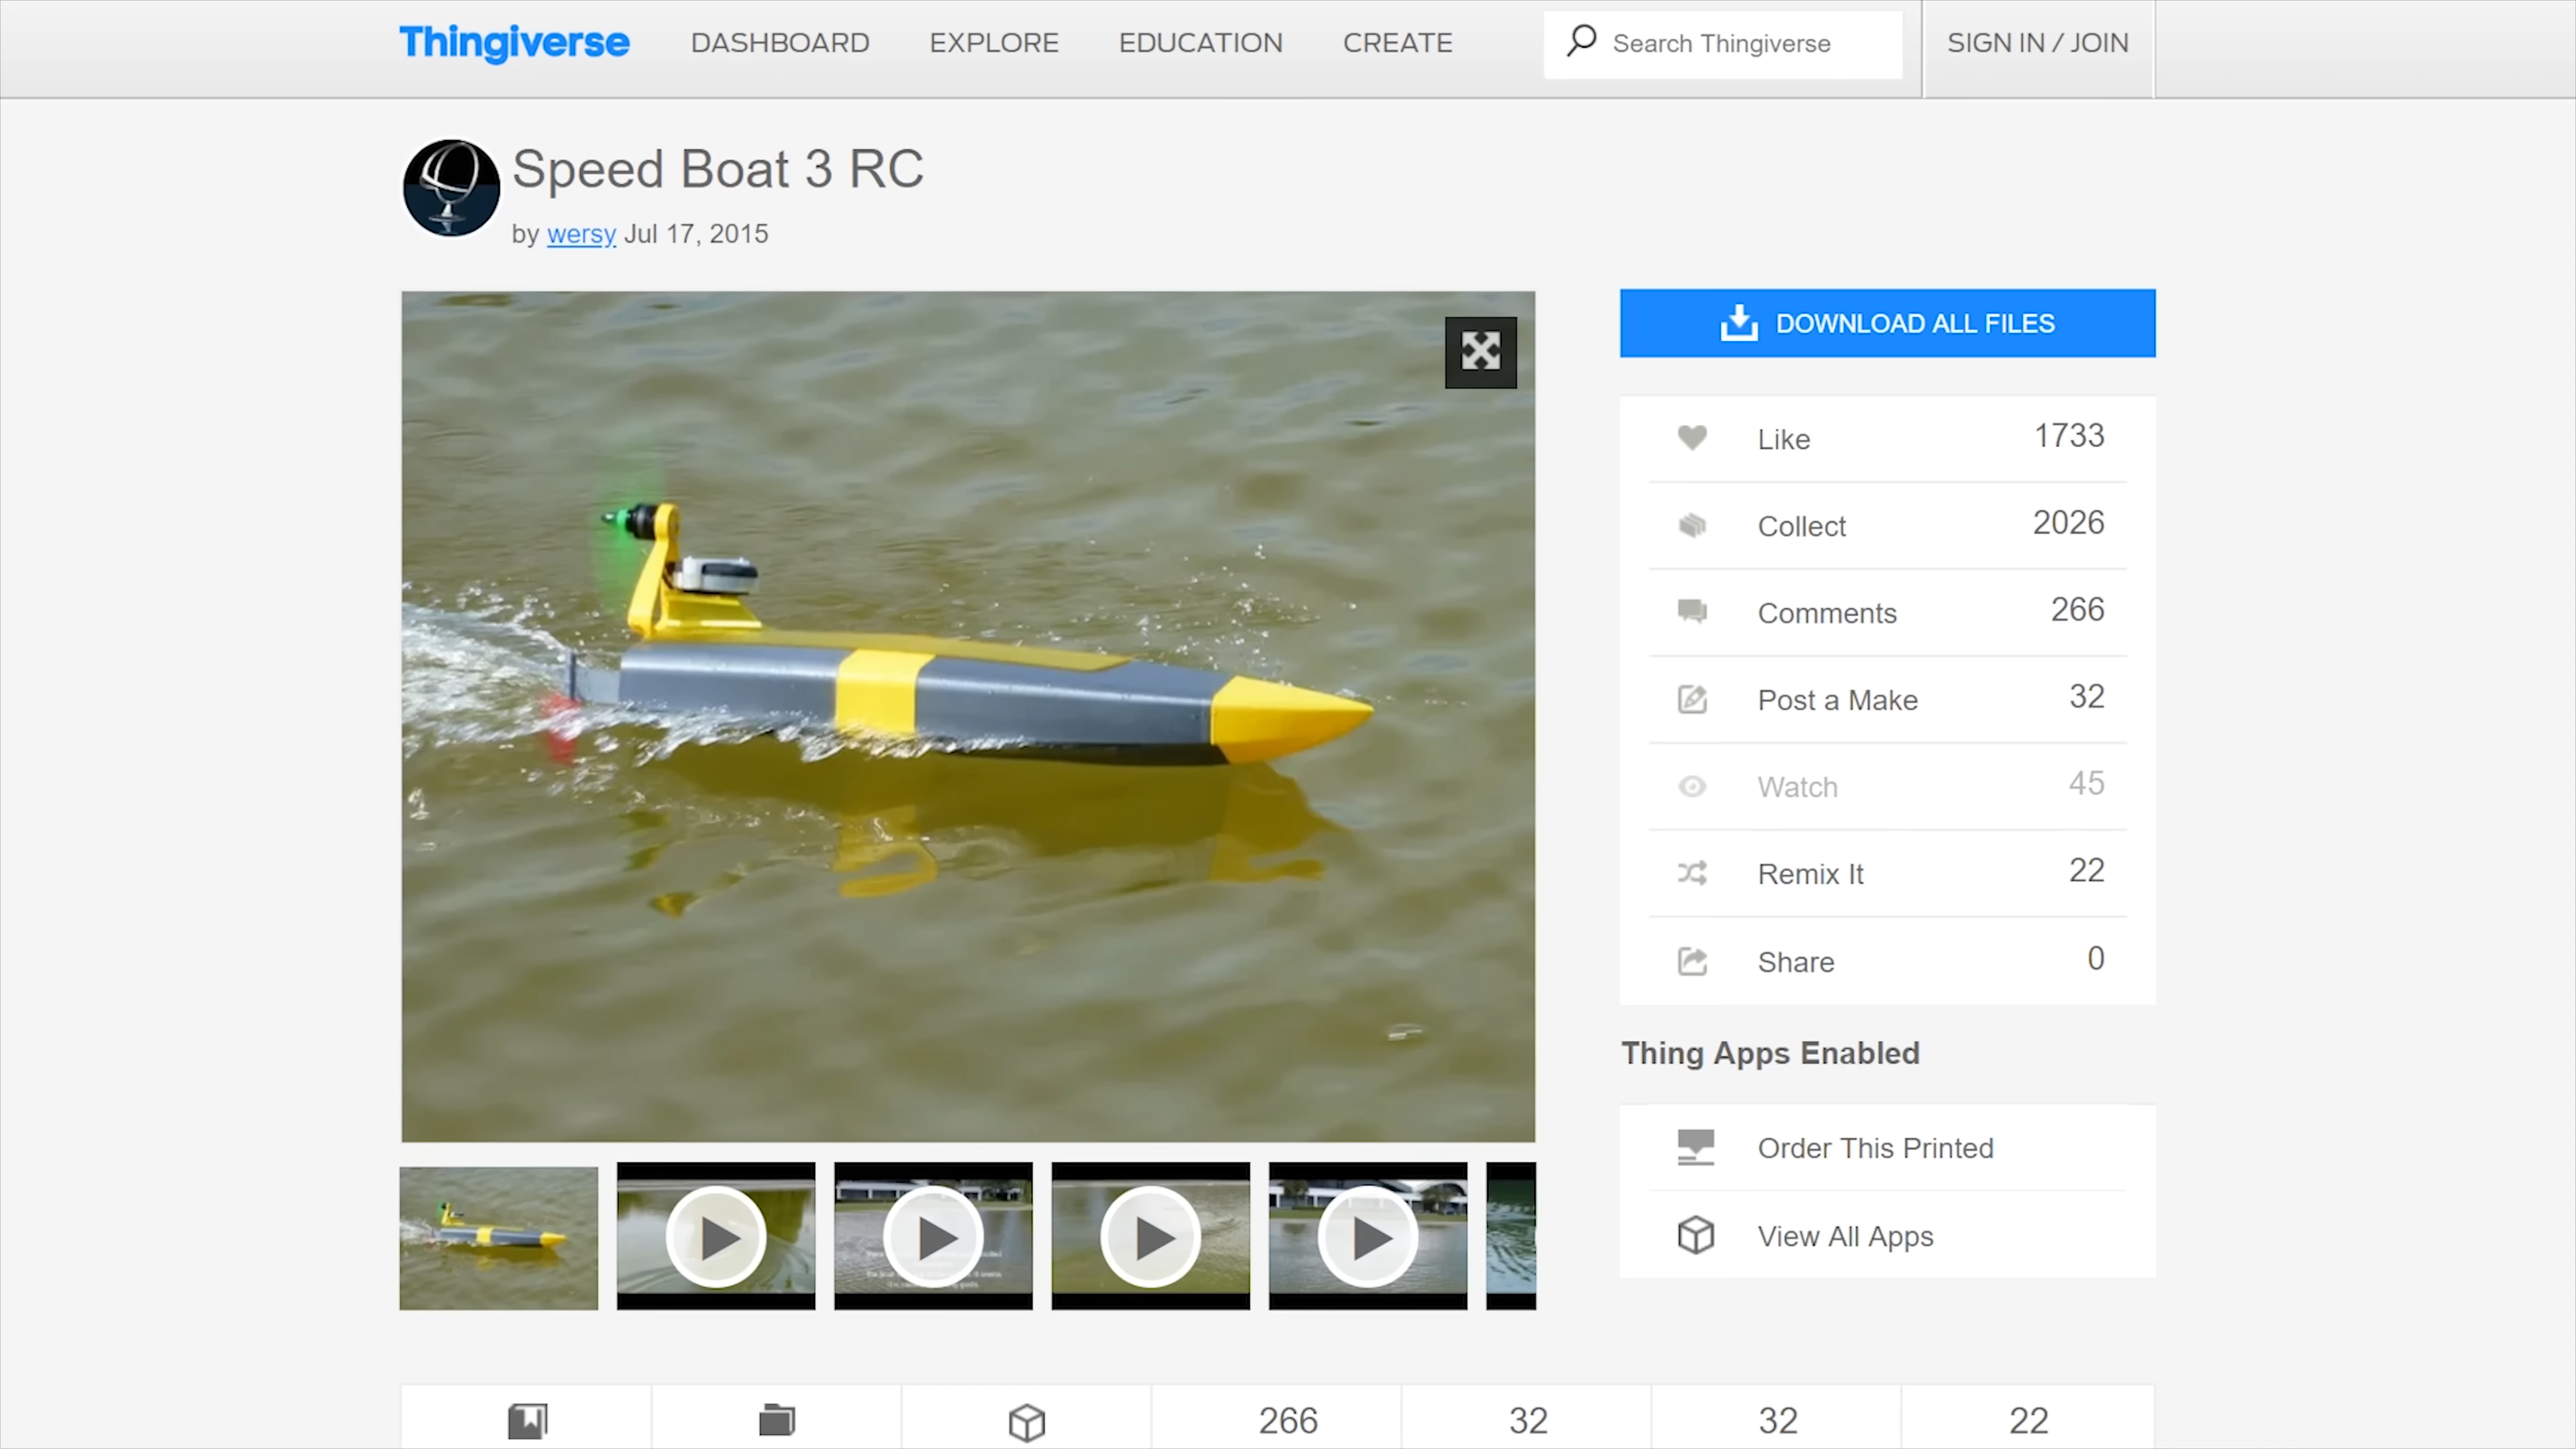 Thingiverse
DASHBOARD
EXPLORE
EDUCATION
CREATE
Search Thingiverse
SIGN IN / JOIN
Speed Boat 3 RC
by wersy Jul 17, 2015
DOWNLOAD ALL FILES
Like 1733
Collect 2026
Comments 266
Post a Make 32
Watch 45
Remix It 22
Share 0
Thing Apps Enabled
Order This Printed
View All Apps
266
32
32
22